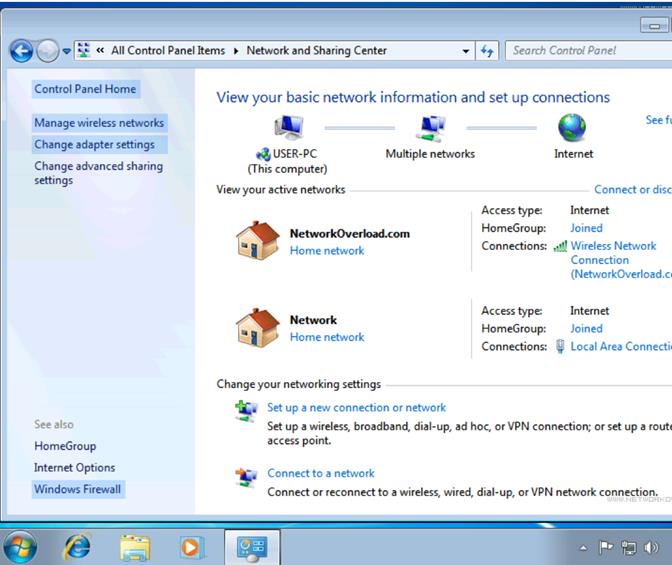 « All Control Panel Items ▸ Network and Sharing Center
Search Control Panel
Control Panel Home
Manage wireless networks
Change adapter settings
Change advanced sharing
settings
See also
HomeGroup
Internet Options
Windows Firewall
View your basic network information and set up connections
See fu
USER-PC
(This computer)
Multiple networks
Internet
View your active networks
Connect or disc
NetworkOverload.com
Home network
Access type: Internet
HomeGroup: Joined
Connections: Wireless Network
Connection
(NetworkOverload.co
Network
Home network
Access type: Internet
HomeGroup: Joined
Connections: Local Area Connecti
Change your networking settings
Set up a new connection or network
Set up a wireless, broadband, dial-up, ad hoc, or VPN connection; or set up a route
access point.
Connect to a network
Connect or reconnect to a wireless, wired, dial-up, or VPN network connection.